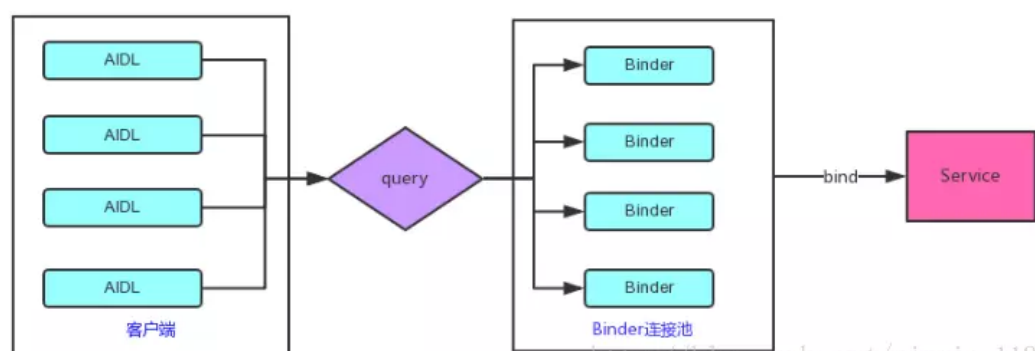 AIDL
AIDL
AIDL
AIDL
客户端
query
Binder
Binder
Binder
Binder
Binder连接池
bind
Service